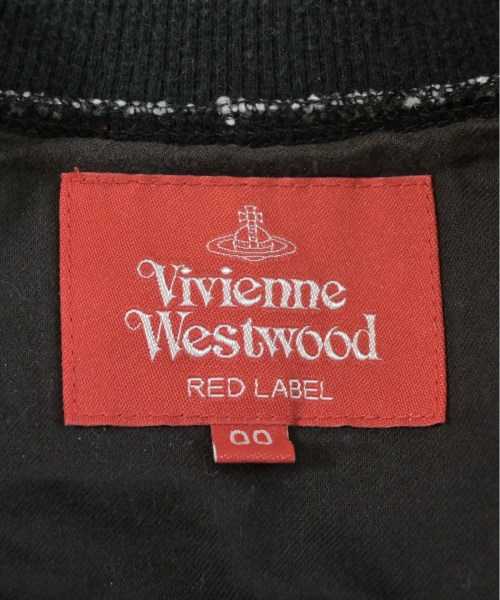 Vivienne
Westwood
RED LABEL
00